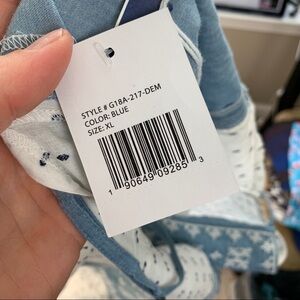 STYLE # G18A-217-DEM
COLOR: BLUE
SIZE: XL
1 90649 09285 3